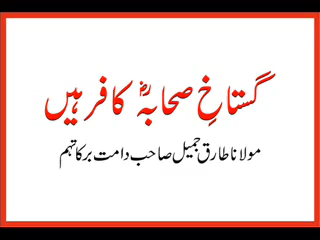 گستاخِ صحابہؓ کافر ہیں
مولانا طارق جمیل صاحب دامت برکاتہم